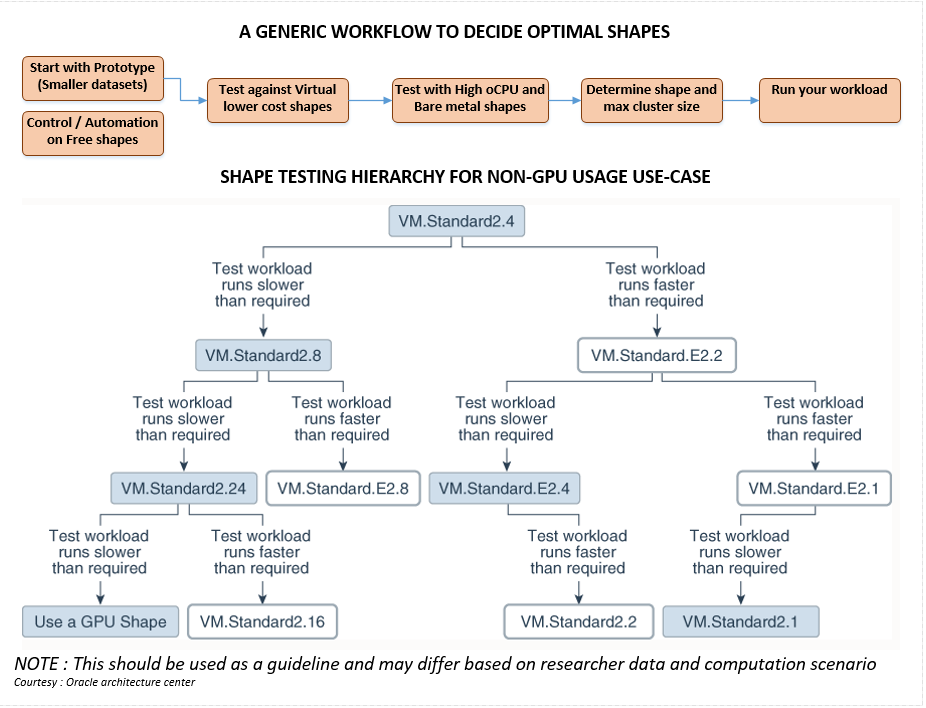 A GENERIC WORKFLOW TO DECIDE OPTIMAL SHAPES
Start with Prototype
(Smaller datasets)
Control / Automation
on Free shapes
Test against Virtual
lower cost shapes
Test with High oCPU and
Bare metal shapes
Determine shape and
max cluster size
Run your workload
SHAPE TESTING HIERARCHY FOR NON-GPU USAGE USE-CASE
VM.Standard2.4
Test workload
runs slower
than required
Test workload
runs faster
than required
VM.Standard2.8
VM.Standard.E2.2
Test workload
runs slower
than required
Test workload
runs faster
than required
Test workload
runs slower
than required
Test workload
runs faster
than required
VM.Standard2.24
VM.Standard.E2.8
VM.Standard.E2.4
VM.Standard.E2.1
Test workload
runs slower
than required
Test workload
runs faster
than required
Test workload
runs faster
than required
Test workload
runs slower
than required
Use a GPU Shape
VM.Standard2.16
VM.Standard2.2
VM.Standard2.1
NOTE : This should be used as a guideline and may differ based on researcher data and computation scenario
Courtesy : Oracle architecture center